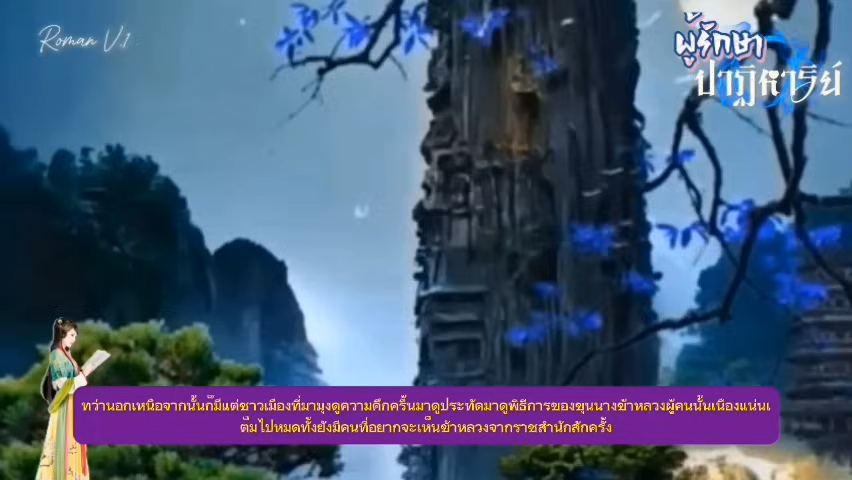 Roman V.1
ผู้รักษา
ปาฏิหาริย์
ทว่านอกเหนือจากนั้นก็มีแต่ชาวเมืองที่มามุงดูความคึกครื้นมาดูประทัดมาดูพิธีการของขุนนางข้าหลวงผู้คนนั้นเนืองแน่นเ
ต็มไปหมดทั้งยังมีคนที่อยากจะเห็นข้าหลวงจากราชสำนักสักครั้ง